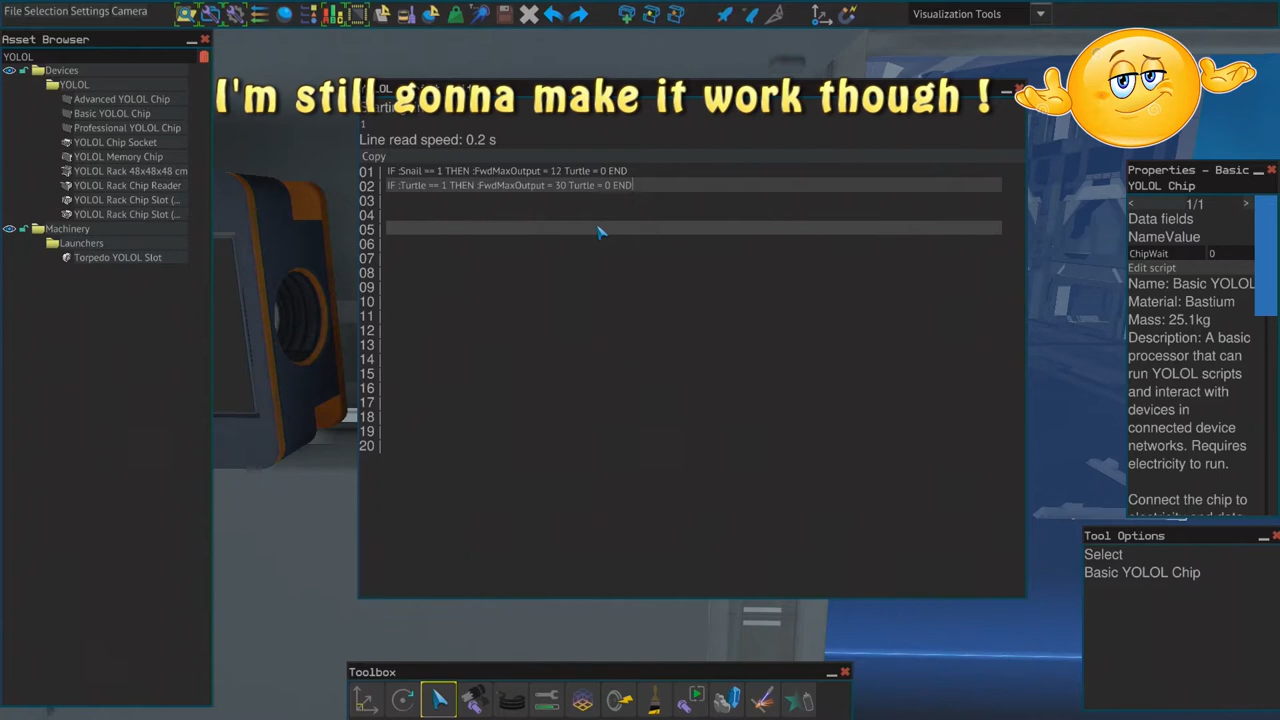 File Selection Settings Camera
Visualization Tools
Asset Browser
YOLOL
Devices
YOLOL
Advanced YOLOL Chip
Basic YOLOL Chip
Professional YOLOL Chip
YOLOL Chip Socket
YOLOL Memory Chip
YOLOL Rack 48x48x48 cm
YOLOL Rack Chip Reader
YOLOL Rack Chip Slot (...
YOLOL Rack Chip Slot (...
Machinery
Launchers
Torpedo YOLOL Slot
I'm still gonna make it work though !
1
Line read speed: 0.2 s
Copy
01 IF :Snail == 1 THEN :FwdMaxOutput = 12 Turtle = 0 END
02 IF :Turtle == 1 THEN :FwdMaxOutput = 30 Turtle = 0 END
03
04
05
06
07
08
09
10
11
12
13
14
15
16
17
18
19
20
Properties - Basic
YOLOL Chip
< 1/1 >
Data fields
NameValue
ChipWait 0
Edit script
Name: Basic YOLOL
Material: Bastium
Mass: 25.1kg
Description: A basic
processor that can
run YOLOL scripts
and interact with
devices in
connected device
networks. Requires
electricity to run.
Connect the chip to
Tool Options
Select
Basic YOLOL Chip
Toolbox